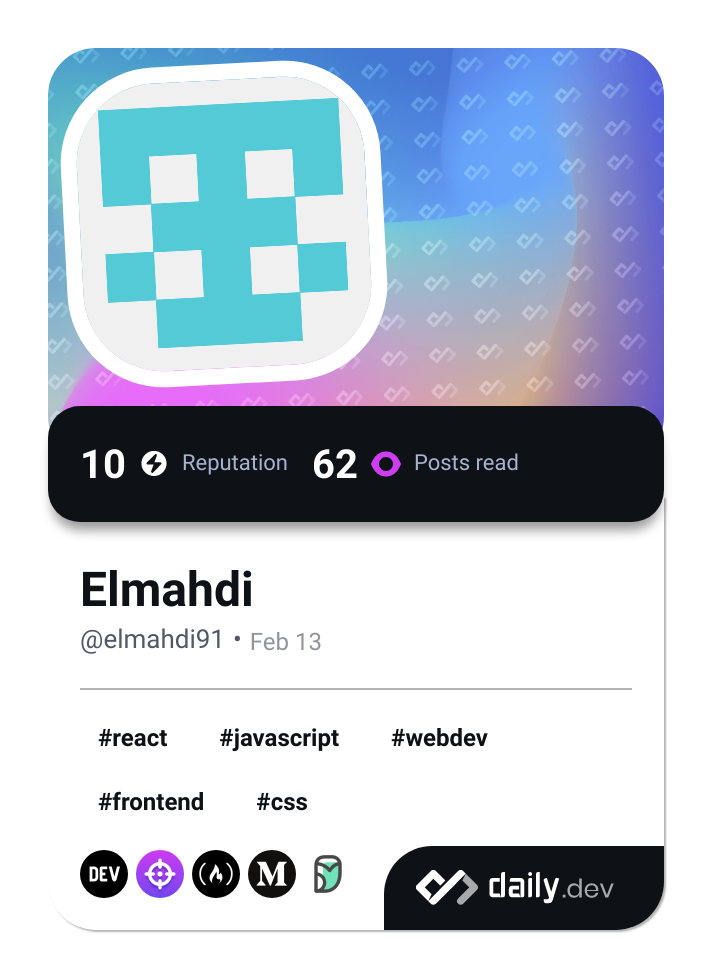 10 Reputation 62 Posts read
Elmahdi
@elmahdi91 • Feb 13
#react #javascript #webdev
#frontend #css
DEV M daily.dev